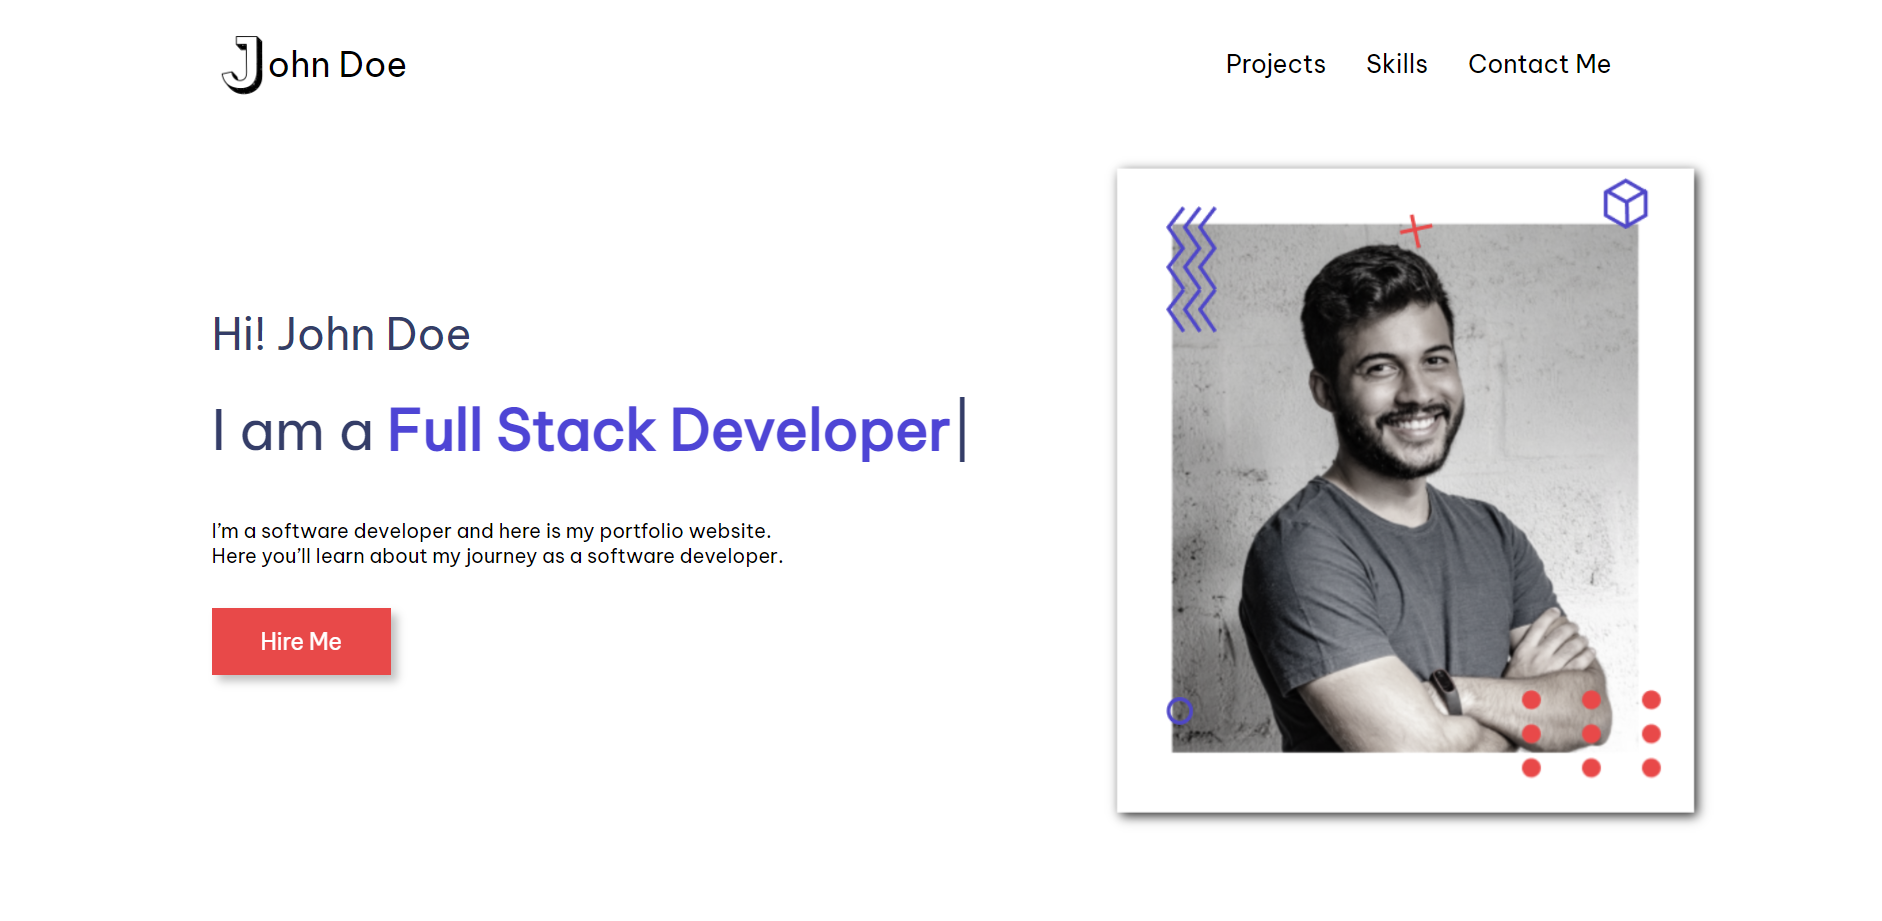 John Doe
Projects
Skills
Contact Me
Hi! John Doe
I am a Full Stack Developer|
I’m a software developer and here is my portfolio website.
Here you’ll learn about my journey as a software developer.
Hire Me